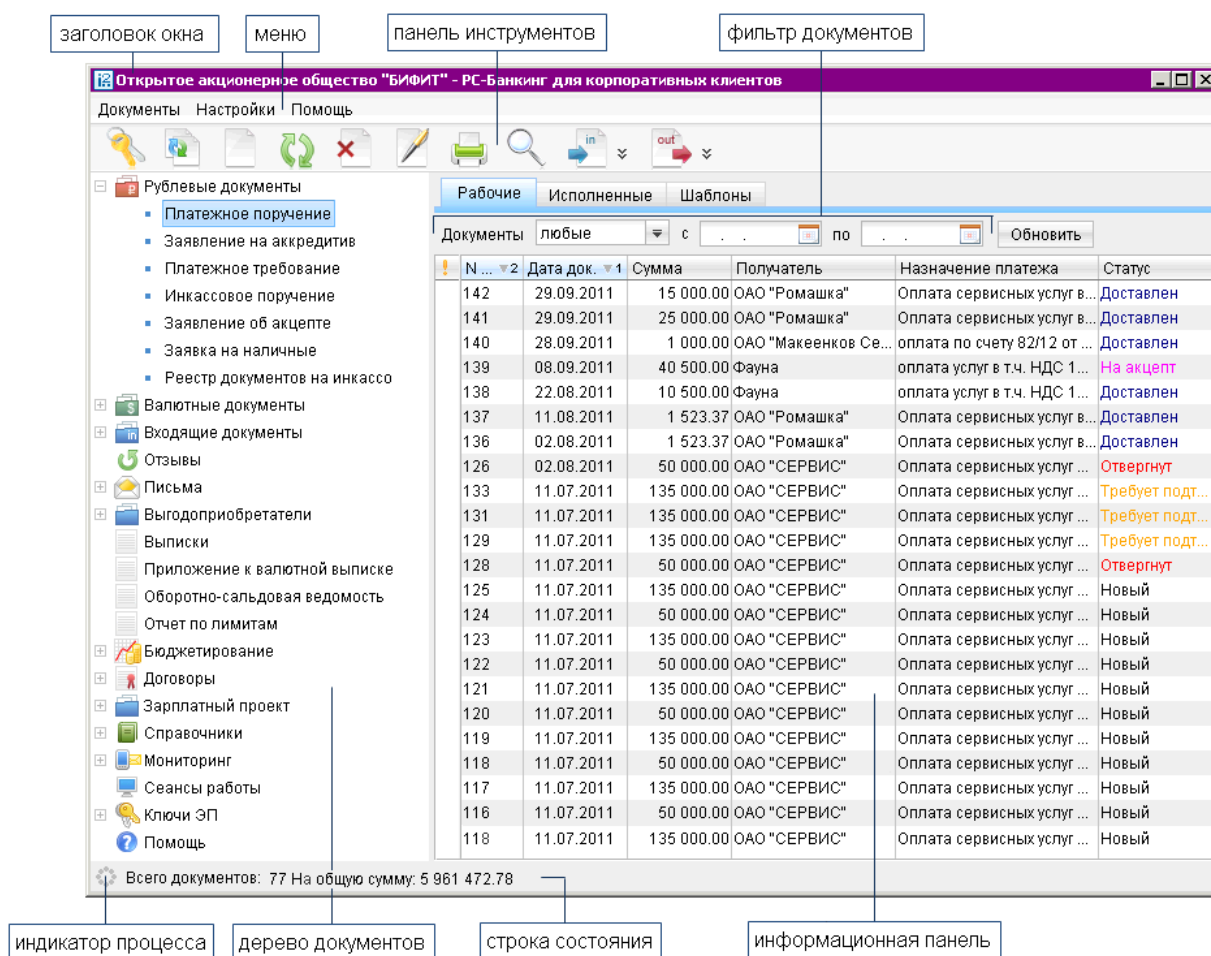 заголовок окна
меню
панель инструментов
фильтр документов
Открытое акционерное общество "БИФИТ" - РС-Банкинг для корпоративных клиентов
Документы Настройки Помощь
in
out
Рублевые документы
Платежное поручение
Заявление на аккредитив
Платежное требование
Инкассовое поручение
Заявление об акцепте
Заявка на наличные
Реестр документов на инкассо
Валютные документы
Входящие документы
Отзывы
Письма
Выгодоприобретатели
Выписки
Приложение к валютной выписке
Оборотно-сальдовая ведомость
Отчет по лимитам
Бюджетирование
Договоры
Зарплатный проект
Справочники
Мониторинг
Сеансы работы
Ключи ЭП
Помощь
Рабочие Исполненные Шаблоны
Документы любые с . . по . . Обновить
! N ... 2 Дата док. 1 Сумма Получатель Назначение платежа Статус
142 29.09.2011 15 000.00 ОАО "Ромашка" Оплата сервисных услуг в... Доставлен
141 29.09.2011 25 000.00 ОАО "Ромашка" Оплата сервисных услуг в... Доставлен
140 28.09.2011 1 000.00 ОАО "Макеенков Се... оплата по счету 82/12 от ... Доставлен
139 08.09.2011 40 500.00 Фауна оплата услуг в т.ч. НДС 1... На акцепт
138 22.08.2011 10 500.00 Фауна оплата услуг в т.ч. НДС 1... Доставлен
137 11.08.2011 1 523.37 ОАО "Ромашка" Оплата сервисных услуг в... Доставлен
136 02.08.2011 1 523.37 ОАО "Ромашка" Оплата сервисных услуг в... Доставлен
126 02.08.2011 50 000.00 ОАО "СЕРВИС" Оплата сервисных услуг ... Отвергнут
133 11.07.2011 135 000.00 ОАО "СЕРВИС" Оплата сервисных услуг ... Требует подт...
131 11.07.2011 135 000.00 ОАО "СЕРВИС" Оплата сервисных услуг ... Требует подт...
129 11.07.2011 135 000.00 ОАО "СЕРВИС" Оплата сервисных услуг ... Требует подт...
128 11.07.2011 50 000.00 ОАО "СЕРВИС" Оплата сервисных услуг ... Отвергнут
125 11.07.2011 135 000.00 ОАО "СЕРВИС" Оплата сервисных услуг ... Новый
124 11.07.2011 50 000.00 ОАО "СЕРВИС" Оплата сервисных услуг ... Новый
123 11.07.2011 135 000.00 ОАО "СЕРВИС" Оплата сервисных услуг ... Новый
122 11.07.2011 50 000.00 ОАО "СЕРВИС" Оплата сервисных услуг ... Новый
121 11.07.2011 135 000.00 ОАО "СЕРВИС" Оплата сервисных услуг ... Новый
120 11.07.2011 50 000.00 ОАО "СЕРВИС" Оплата сервисных услуг ... Новый
119 11.07.2011 135 000.00 ОАО "СЕРВИС" Оплата сервисных услуг ... Новый
118 11.07.2011 50 000.00 ОАО "СЕРВИС" Оплата сервисных услуг ... Новый
117 11.07.2011 135 000.00 ОАО "СЕРВИС" Оплата сервисных услуг ... Новый
116 11.07.2011 50 000.00 ОАО "СЕРВИС" Оплата сервисных услуг ... Новый
118 11.07.2011 135 000.00 ОАО "СЕРВИС" Оплата сервисных услуг ... Новый
Всего документов: 77 На общую сумму: 5 961 472.78
индикатор процесса
дерево документов
строка состояния
информационная панель